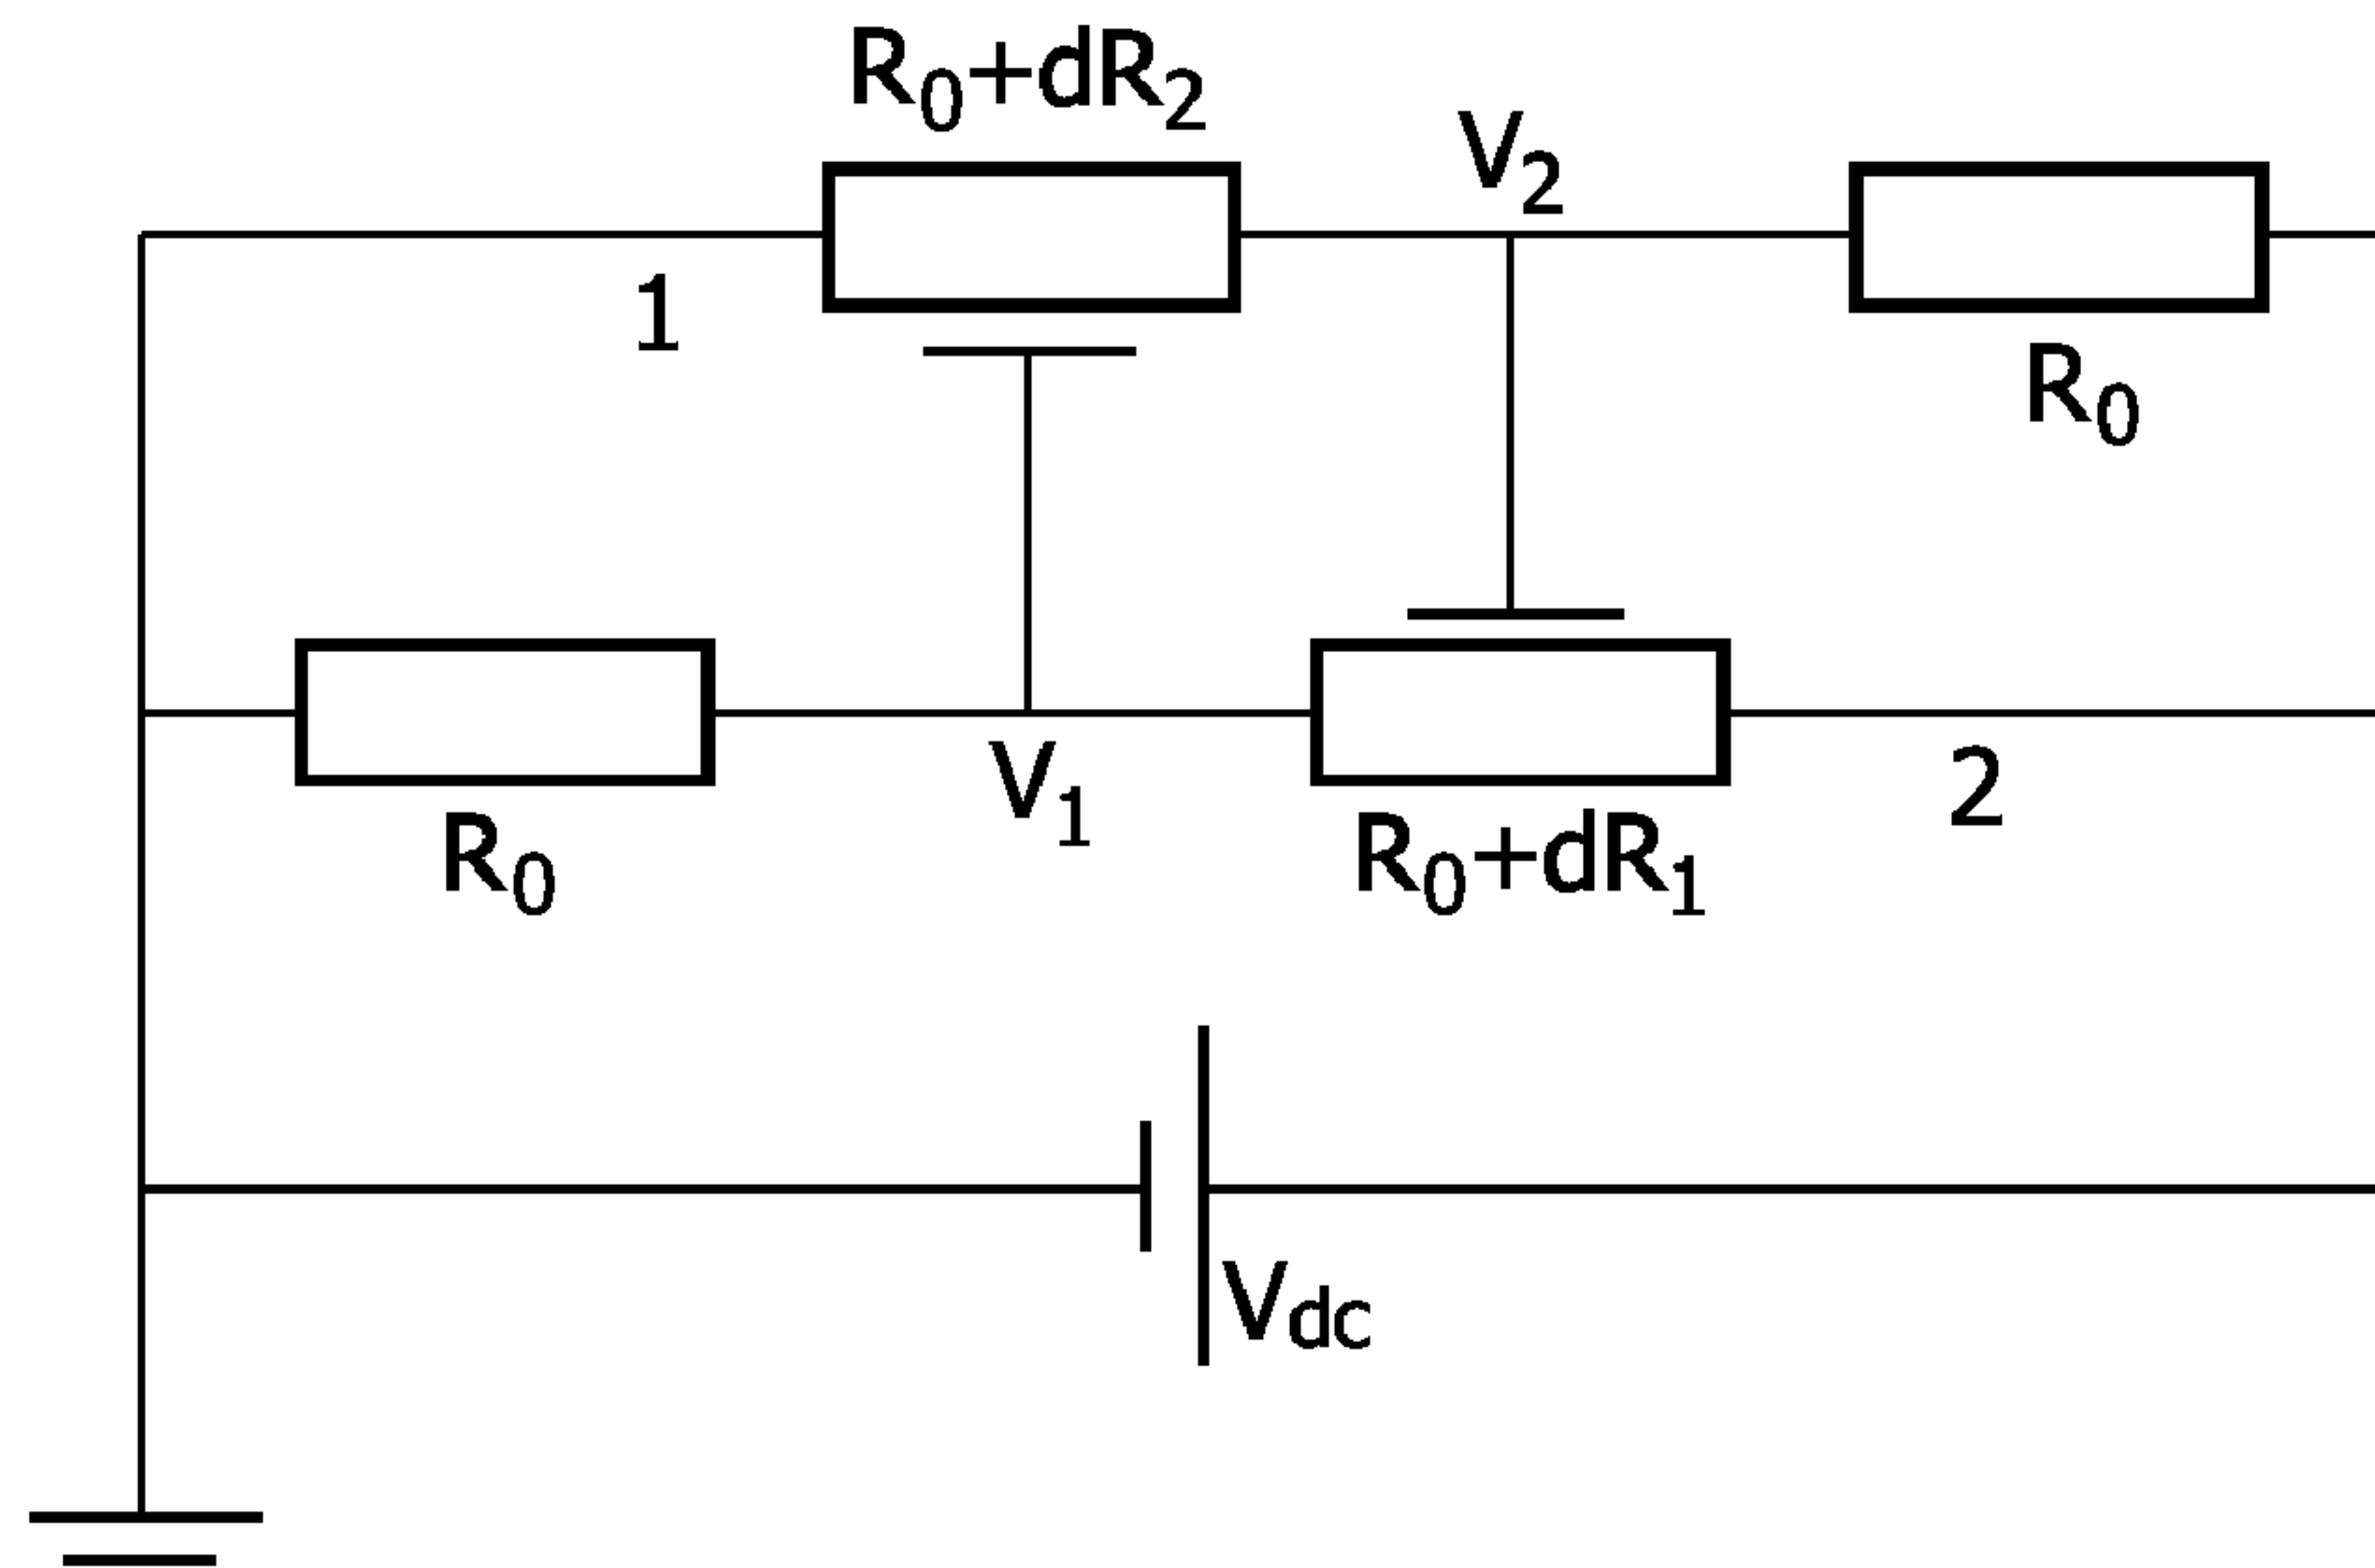 R₀+dR₂
V₂
1
R₀
V₁
2
R₀
R₀+dR₁
Vdc